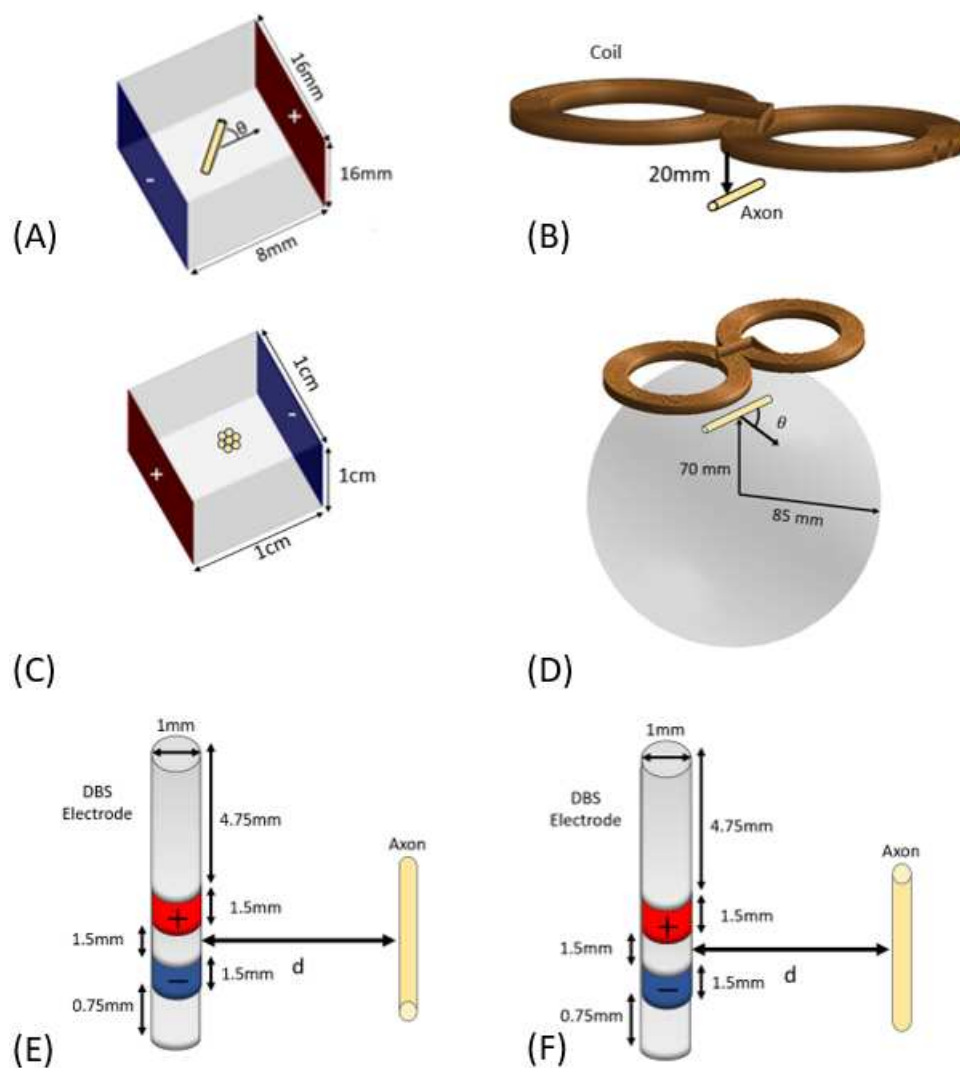 16mm
+
θ
-
16mm
8mm
(A)
Coil
20mm
Axon
(B)
1cm
-
+
1cm
1cm
(C)
θ
70 mm
85 mm
(D)
1mm
DBS
Electrode
4.75mm
Axon
+
1.5mm
1.5mm
d
−
1.5mm
0.75mm
(E)
1mm
DBS
Electrode
4.75mm
Axon
+
1.5mm
1.5mm
d
−
1.5mm
0.75mm
(F)